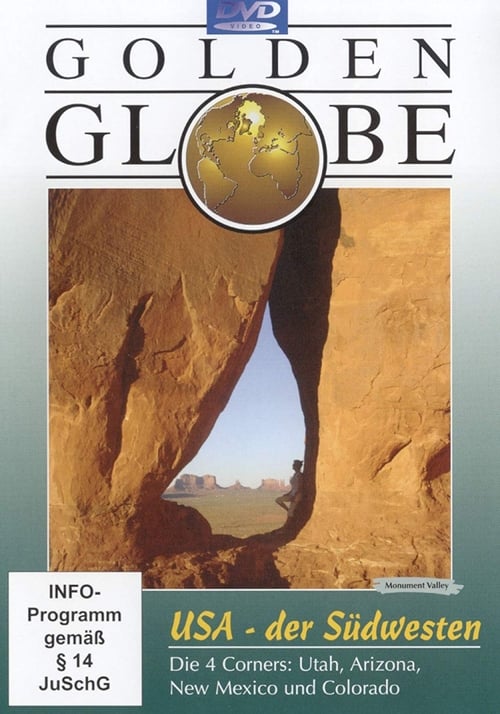 DVD
VIDEO
TM
GOLDEN
GLOBE
Monument Valley
INFO-
Programm
gemäß
§ 14
JuSchG
USA - der Südwesten
Die 4 Corners: Utah, Arizona,
New Mexico und Colorado